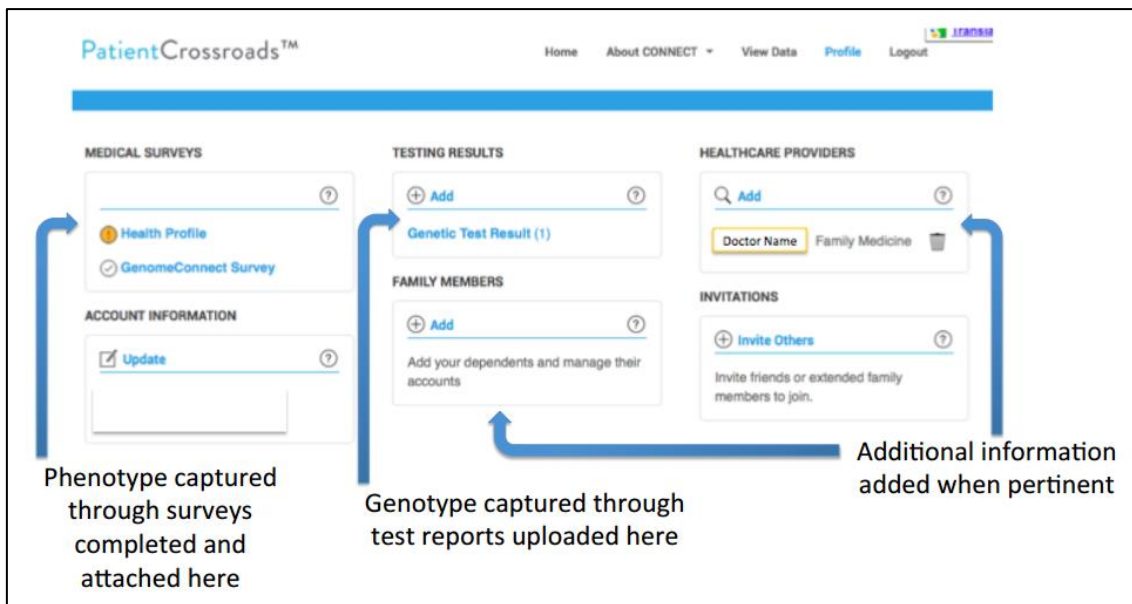 PatientCrossroads™
Home About CONNECT View Data Profile Logout
MEDICAL SURVEYS
Health Profile
GenomeConnect Survey
ACCOUNT INFORMATION
Update
TESTING RESULTS
Add
Genetic Test Result (1)
FAMILY MEMBERS
Add
Add your dependents and manage their
accounts
HEALTHCARE PROVIDERS
Add
Doctor Name Family Medicine
INVITATIONS
Invite Others
Invite friends or extended family
members to join.
Phenotype captured
through surveys
completed and
attached here
Genotype captured through
test reports uploaded here
Additional information
added when pertinent